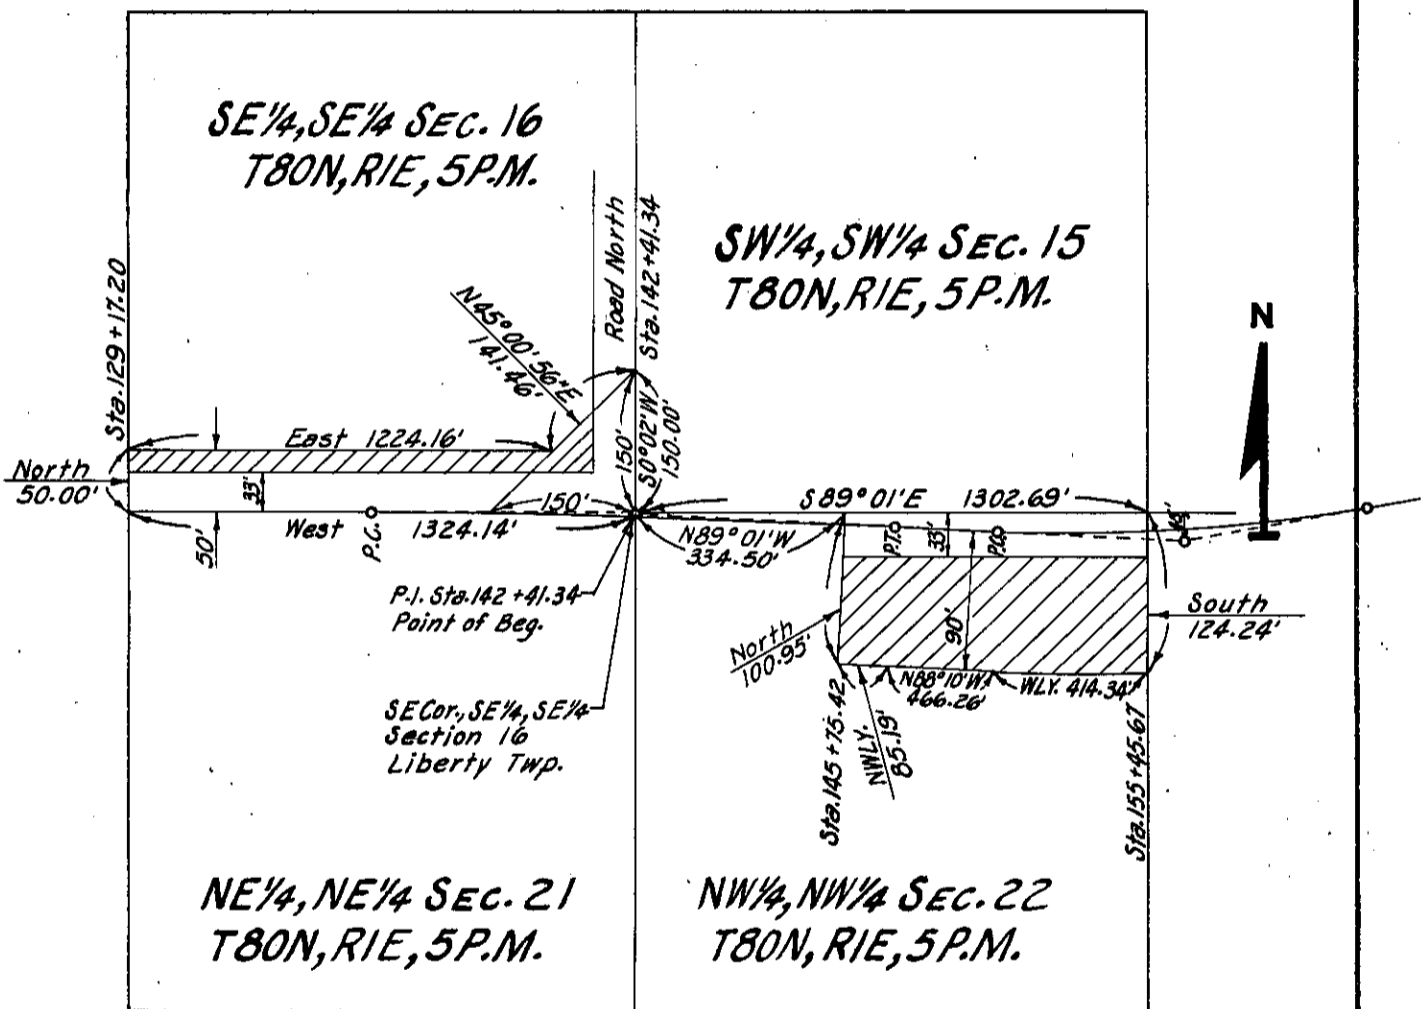 SE¼, SE¼ SEC. 16
T80N, R1E, 5P.M.
SW¼, SW¼ SEC. 15
T80N, R1E, 5P.M.
N
Sta. 129 + 17.20
Road North
Sta. 142 + 41.34
N45°00'56"E
141.46'
East 1224.16'
North
50.00'
33'
50'
West 1324.14'
P.C.
150'
150'
S0°02'W
150.00'
S89°01'E 1302.69'
N89°01'W
334.50'
P.T.
33'
P.C.
P.I. Sta. 142 + 41.34
Point of Beg.
North
100.95'
90'
South
124.24'
N88°10'W
466.26'
WLY. 414.34'
NWLY.
85.19'
SE Cor., SE¼, SE¼
Section 16
Liberty Twp.
Sta. 145 + 75.42
Sta. 155 + 45.67
NE¼, NE¼ SEC. 21
T80N, R1E, 5P.M.
NW¼, NW¼ SEC. 22
T80N, R1E, 5P.M.